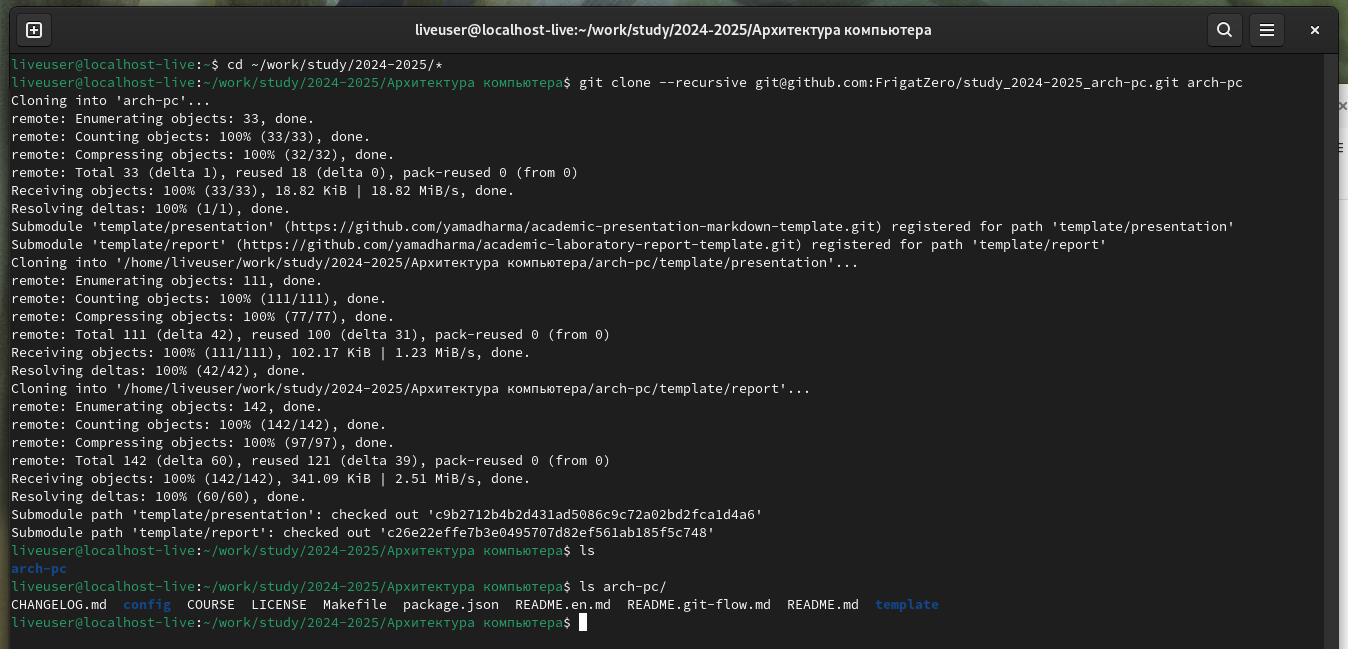 liveuser@localhost-live:~/work/study/2024-2025/Архитектура компьютера
liveuser@localhost-live:~$ cd ~/work/study/2024-2025/*
liveuser@localhost-live:~/work/study/2024-2025/Архитектура компьютера$ git clone --recursive git@github.com:FrigatZero/study_2024-2025_arch-pc.git arch-pc
Cloning into 'arch-pc'...
remote: Enumerating objects: 33, done.
remote: Counting objects: 100% (33/33), done.
remote: Compressing objects: 100% (32/32), done.
remote: Total 33 (delta 1), reused 18 (delta 0), pack-reused 0 (from 0)
Receiving objects: 100% (33/33), 18.82 KiB | 18.82 MiB/s, done.
Resolving deltas: 100% (1/1), done.
Submodule 'template/presentation' (https://github.com/yamadharma/academic-presentation-markdown-template.git) registered for path 'template/presentation'
Submodule 'template/report' (https://github.com/yamadharma/academic-laboratory-report-template.git) registered for path 'template/report'
Cloning into '/home/liveuser/work/study/2024-2025/Архитектура компьютера/arch-pc/template/presentation'...
remote: Enumerating objects: 111, done.
remote: Counting objects: 100% (111/111), done.
remote: Compressing objects: 100% (77/77), done.
remote: Total 111 (delta 42), reused 100 (delta 31), pack-reused 0 (from 0)
Receiving objects: 100% (111/111), 102.17 KiB | 1.23 MiB/s, done.
Resolving deltas: 100% (42/42), done.
Cloning into '/home/liveuser/work/study/2024-2025/Архитектура компьютера/arch-pc/template/report'...
remote: Enumerating objects: 142, done.
remote: Counting objects: 100% (142/142), done.
remote: Compressing objects: 100% (97/97), done.
remote: Total 142 (delta 60), reused 121 (delta 39), pack-reused 0 (from 0)
Receiving objects: 100% (142/142), 341.09 KiB | 2.51 MiB/s, done.
Resolving deltas: 100% (60/60), done.
Submodule path 'template/presentation': checked out 'c9b2712b4b2d431ad5086c9c72a02bd2fca1d4a6'
Submodule path 'template/report': checked out 'c26e22effe7b3e0495707d82ef561ab185f5c748'
liveuser@localhost-live:~/work/study/2024-2025/Архитектура компьютера$ ls
arch-pc
liveuser@localhost-live:~/work/study/2024-2025/Архитектура компьютера$ ls arch-pc/
CHANGELOG.md  config  COURSE  LICENSE  Makefile  package.json  README.en.md  README.git-flow.md  README.md  template
liveuser@localhost-live:~/work/study/2024-2025/Архитектура компьютера$